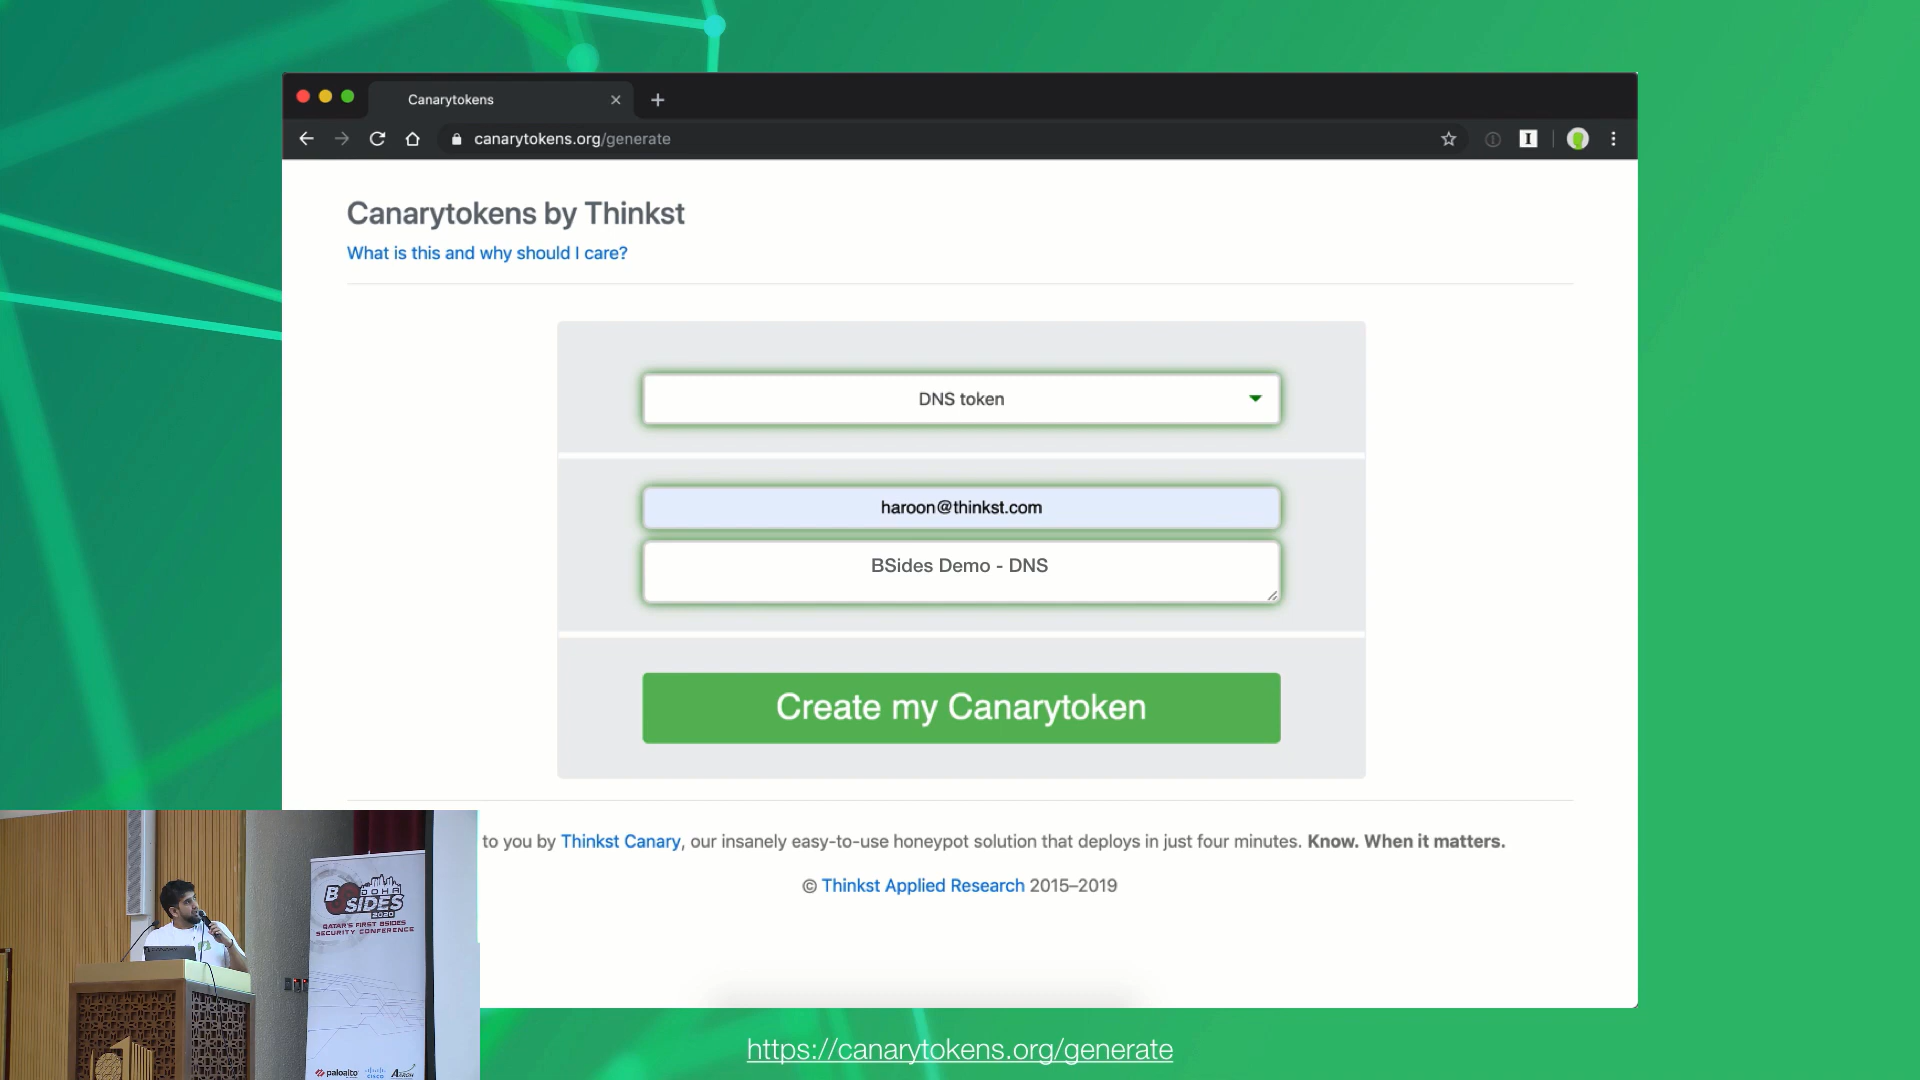 Canarytokens
canarytokens.org/generate
Canarytokens by Thinkst
What is this and why should I care?
DNS token
haroon@thinkst.com
BSides Demo - DNS
Create my Canarytoken
to you by Thinkst Canary, our insanely easy-to-use honeypot solution that deploys in just four minutes. Know. When it matters.
© Thinkst Applied Research 2015–2019
https://canarytokens.org/generate
B DOHA
SIDES
2020
QATAR'S FIRST BSIDES
SECURITY CONFERENCE
paloalto
CISCO